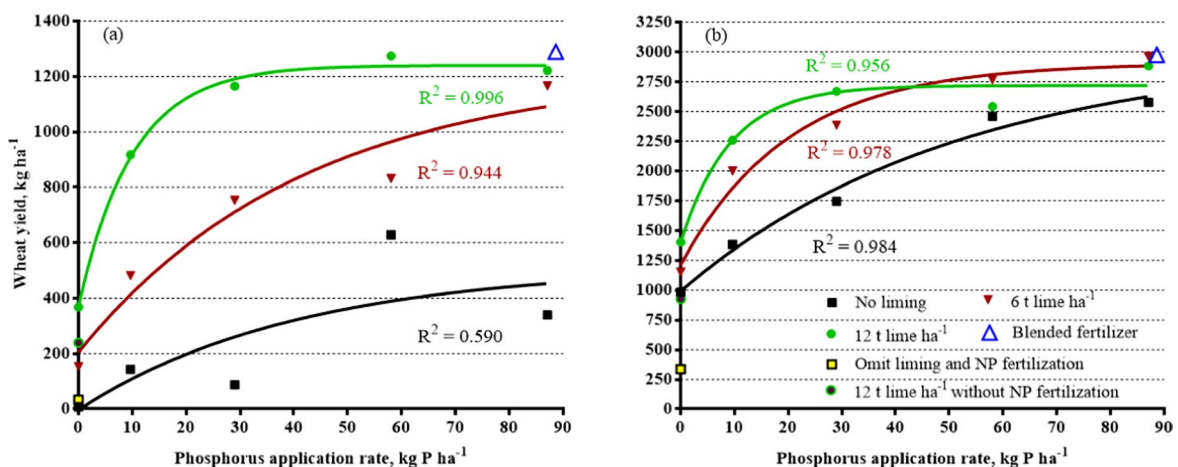 (a)
Wheat yield, kg ha⁻¹
1400
1200
1000
800
600
400
200
0
R² = 0.996
R² = 0.944
R² = 0.590
0 10 20 30 40 50 60 70 80 90
Phosphorus application rate, kg P ha⁻¹
(b)
3250
3000
2750
2500
2250
2000
1750
1500
1250
1000
750
500
250
0
R² = 0.956
R² = 0.978
R² = 0.984
No liming
6 t lime ha⁻¹
12 t lime ha⁻¹
Blended fertilizer
Omit liming and NP fertilization
12 t lime ha⁻¹ without NP fertilization
0 10 20 30 40 50 60 70 80 90
Phosphorus application rate, kg P ha⁻¹